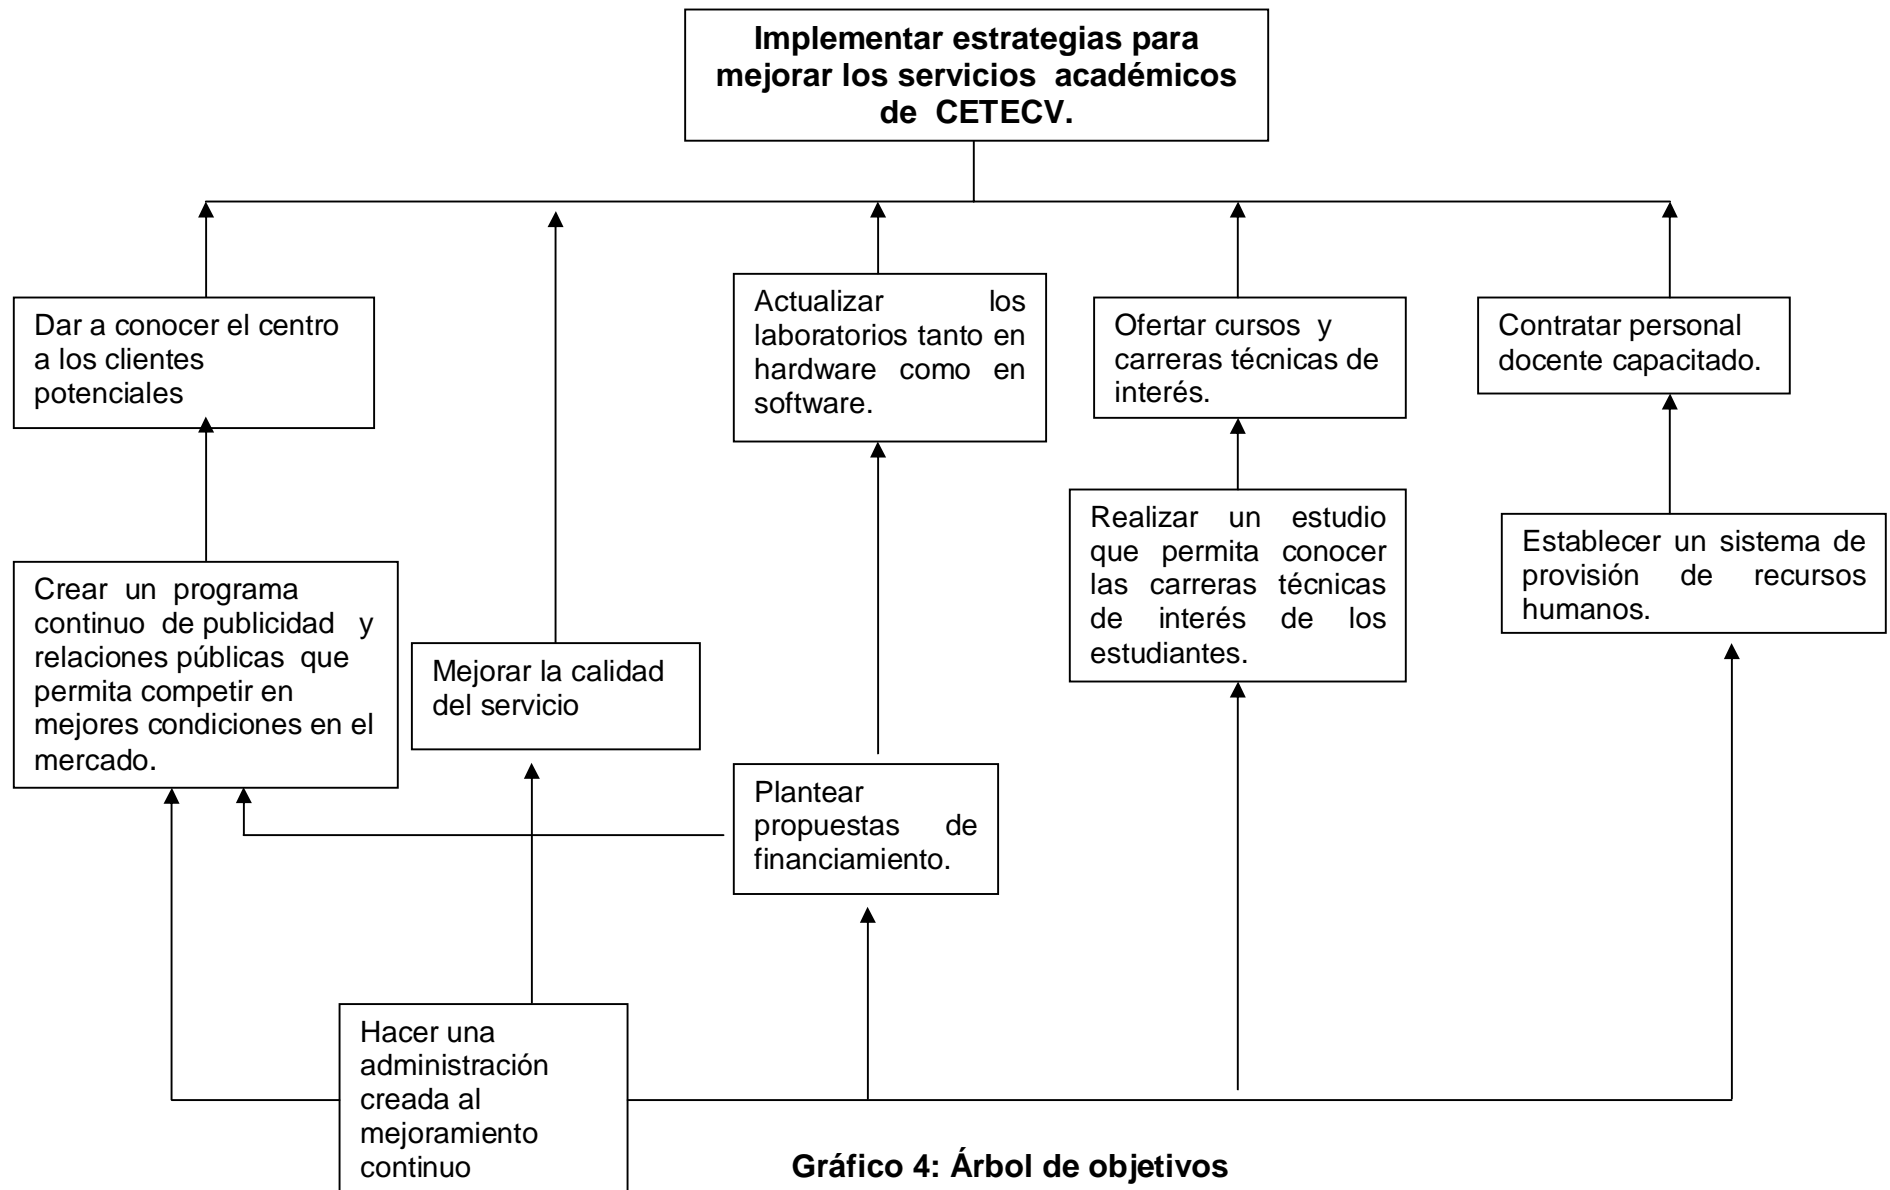 Implementar estrategias para
mejorar los servicios académicos
de CETECV.
Dar a conocer el centro
a los clientes
potenciales
Actualizar los
laboratorios tanto en
hardware como en
software.
Ofertar cursos y
carreras técnicas de
interés.
Contratar personal
docente capacitado.
Crear un programa
continuo de publicidad y
relaciones públicas que
permita competir en
mejores condiciones en el
mercado.
Mejorar la calidad
del servicio
Realizar un estudio
que permita conocer
las carreras técnicas
de interés de los
estudiantes.
Establecer un sistema de
provisión de recursos
humanos.
Plantear
propuestas de
financiamiento.
Hacer una
administración
creada al
mejoramiento
continuo
Gráfico 4: Árbol de objetivos